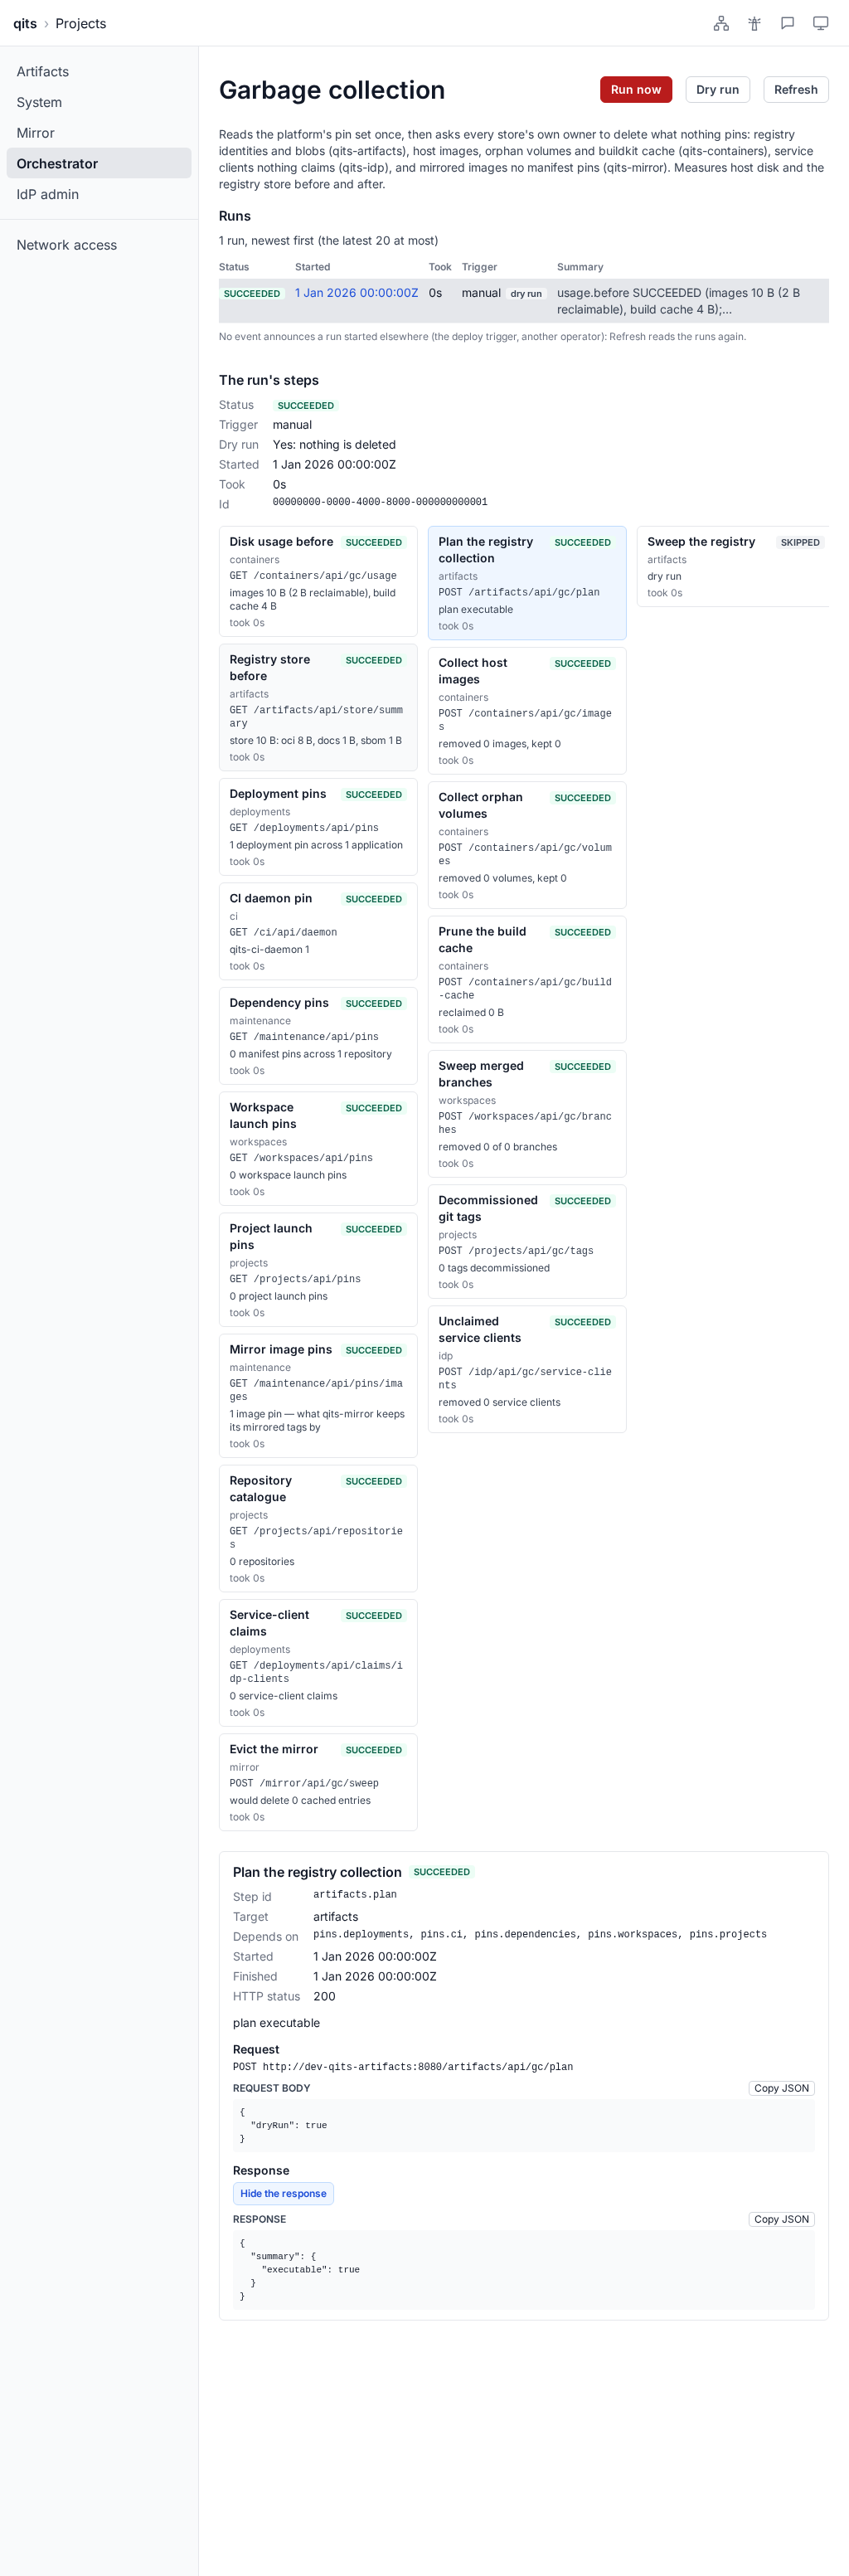 qits › Projects
Artifacts
System
Mirror
Orchestrator
IdP admin
Network access
Garbage collection
Run now
Dry run
Refresh
Reads the platform's pin set once, then asks every store's own owner to delete what nothing pins: registry
identities and blobs (qits-artifacts), host images, orphan volumes and buildkit cache (qits-containers), service
clients nothing claims (qits-idp), and mirrored images no manifest pins (qits-mirror). Measures host disk and the
registry store before and after.
Runs
1 run, newest first (the latest 20 at most)
Status Started Took Trigger Summary
SUCCEEDED 1 Jan 2026 00:00:00Z 0s manual dry run usage.before SUCCEEDED (images 10 B (2 B
reclaimable), build cache 4 B);...
No event announces a run started elsewhere (the deploy trigger, another operator): Refresh reads the runs again.
The run's steps
Status SUCCEEDED
Trigger manual
Dry run Yes: nothing is deleted
Started 1 Jan 2026 00:00:00Z
Took 0s
Id 00000000-0000-4000-8000-000000000001
Disk usage before SUCCEEDED
containers
GET /containers/api/gc/usage
images 10 B (2 B reclaimable), build
cache 4 B
took 0s
Registry store
before
SUCCEEDED
artifacts
GET /artifacts/api/store/summ
ary
store 10 B: oci 8 B, docs 1 B, sbom 1 B
took 0s
Deployment pins SUCCEEDED
deployments
GET /deployments/api/pins
1 deployment pin across 1 application
took 0s
CI daemon pin SUCCEEDED
ci
GET /ci/api/daemon
qits-ci-daemon 1
took 0s
Dependency pins SUCCEEDED
maintenance
GET /maintenance/api/pins
0 manifest pins across 1 repository
took 0s
Workspace
launch pins
SUCCEEDED
workspaces
GET /workspaces/api/pins
0 workspace launch pins
took 0s
Project launch
pins
SUCCEEDED
projects
GET /projects/api/pins
0 project launch pins
took 0s
Mirror image pins SUCCEEDED
maintenance
GET /maintenance/api/pins/ima
ges
1 image pin — what qits-mirror keeps
its mirrored tags by
took 0s
Repository
catalogue
SUCCEEDED
projects
GET /projects/api/repositorie
s
0 repositories
took 0s
Service-client
claims
SUCCEEDED
deployments
GET /deployments/api/claims/i
dp-clients
0 service-client claims
took 0s
Evict the mirror SUCCEEDED
mirror
POST /mirror/api/gc/sweep
would delete 0 cached entries
took 0s
Plan the registry
collection
SUCCEEDED
artifacts
POST /artifacts/api/gc/plan
plan executable
took 0s
Collect host
images
SUCCEEDED
containers
POST /containers/api/gc/image
s
removed 0 images, kept 0
took 0s
Collect orphan
volumes
SUCCEEDED
containers
POST /containers/api/gc/volum
es
removed 0 volumes, kept 0
took 0s
Prune the build
cache
SUCCEEDED
containers
POST /containers/api/gc/build
-cache
reclaimed 0 B
took 0s
Sweep merged
branches
SUCCEEDED
workspaces
POST /workspaces/api/gc/branc
hes
removed 0 of 0 branches
took 0s
Decommissioned
git tags
SUCCEEDED
projects
POST /projects/api/gc/tags
0 tags decommissioned
took 0s
Unclaimed
service clients
SUCCEEDED
idp
POST /idp/api/gc/service-clie
nts
removed 0 service clients
took 0s
Sweep the registry SKIPPED
artifacts
dry run
took 0s
Plan the registry collection SUCCEEDED
Step id artifacts.plan
Target artifacts
Depends on pins.deployments, pins.ci, pins.dependencies, pins.workspaces, pins.projects
Started 1 Jan 2026 00:00:00Z
Finished 1 Jan 2026 00:00:00Z
HTTP status 200
plan executable
Request
POST http://dev-qits-artifacts:8080/artifacts/api/gc/plan
REQUEST BODY Copy JSON
{
"dryRun": true
}
Response
Hide the response
RESPONSE Copy JSON
{
"summary": {
"executable": true
}
}